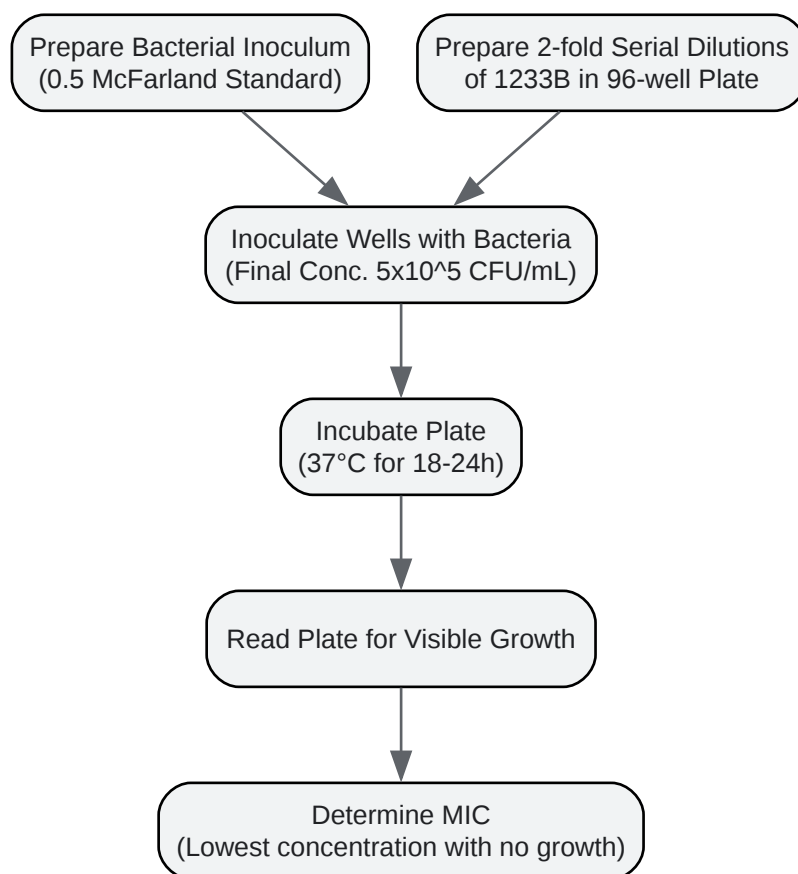 Prepare Bacterial Inoculum
(0.5 McFarland Standard)
Prepare 2-fold Serial Dilutions
of 1233B in 96-well Plate
Inoculate Wells with Bacteria
(Final Conc. 5x10^5 CFU/mL)
Incubate Plate
(37°C for 18-24h)
Read Plate for Visible Growth
Determine MIC
(Lowest concentration with no growth)